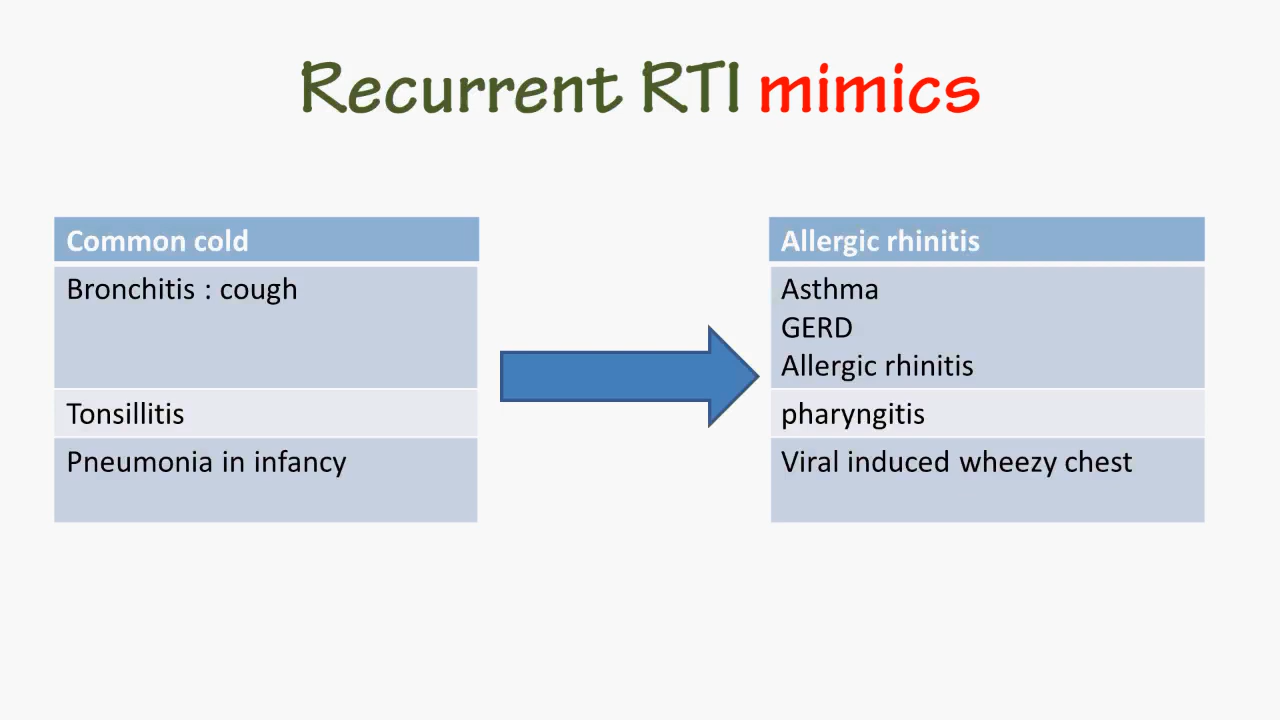 Recurrent RTI mimics
Common cold
Bronchitis : cough
Tonsillitis
Pneumonia in infancy
Allergic rhinitis
Asthma
GERD
Allergic rhinitis
pharyngitis
Viral induced wheezy chest